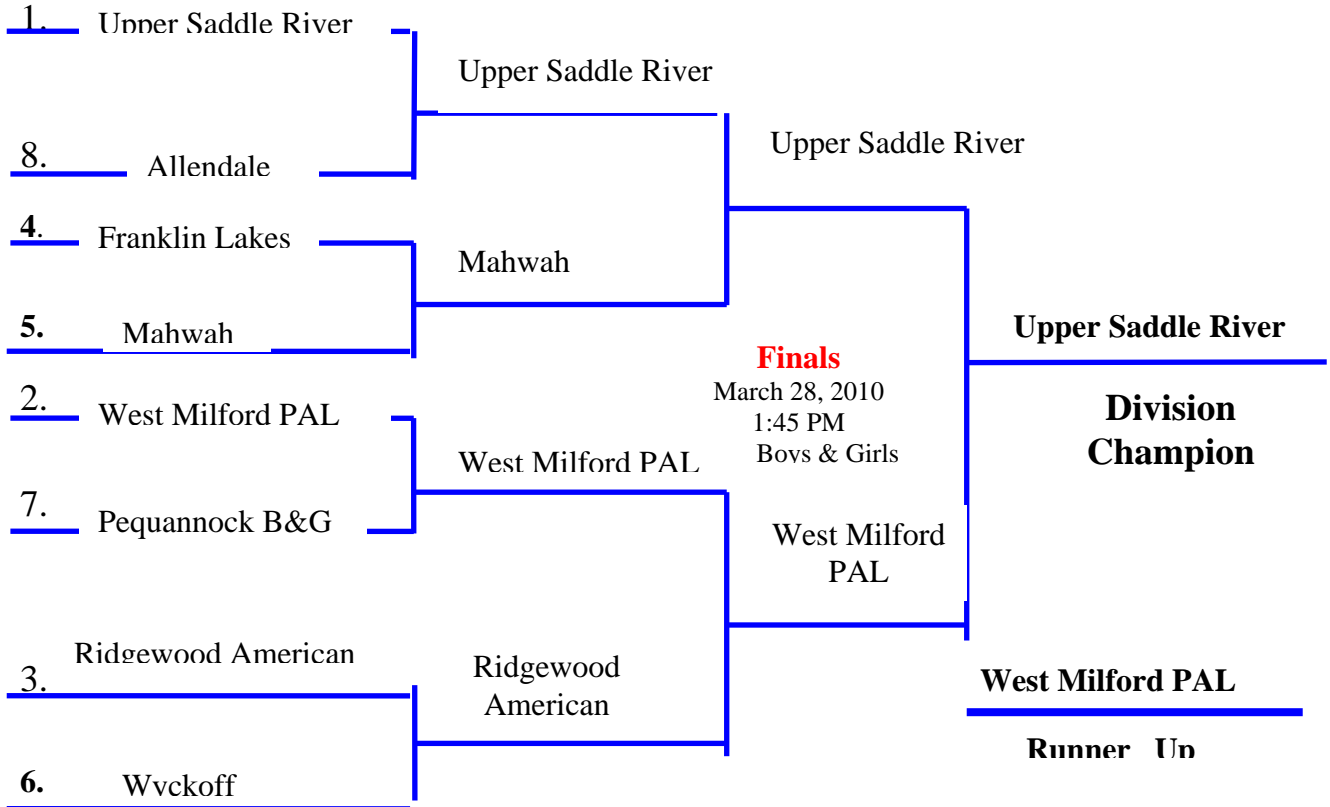 1. Upper Saddle River
Upper Saddle River
8. Allendale
Upper Saddle River
4. Franklin Lakes
Mahwah
5. Mahwah
Upper Saddle River
Division
Champion
Finals
March 28, 2010
1:45 PM
Boys & Girls
2. West Milford PAL
West Milford PAL
7. Pequannock B&G
West Milford
PAL
Ridgewood American
3.
Ridgewood
American
6. Wyckoff
West Milford PAL
Runner Up